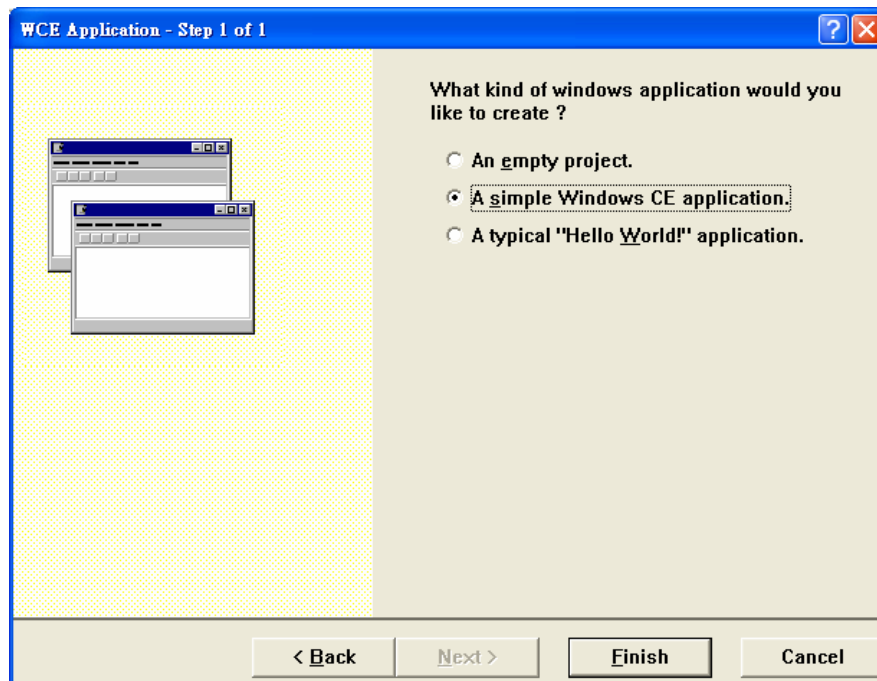 WCE Application - Step 1 of 1
What kind of windows application would you
like to create ?
An empty project.
A simple Windows CE application.
A typical "Hello World!" application.
< Back
Next >
Finish
Cancel